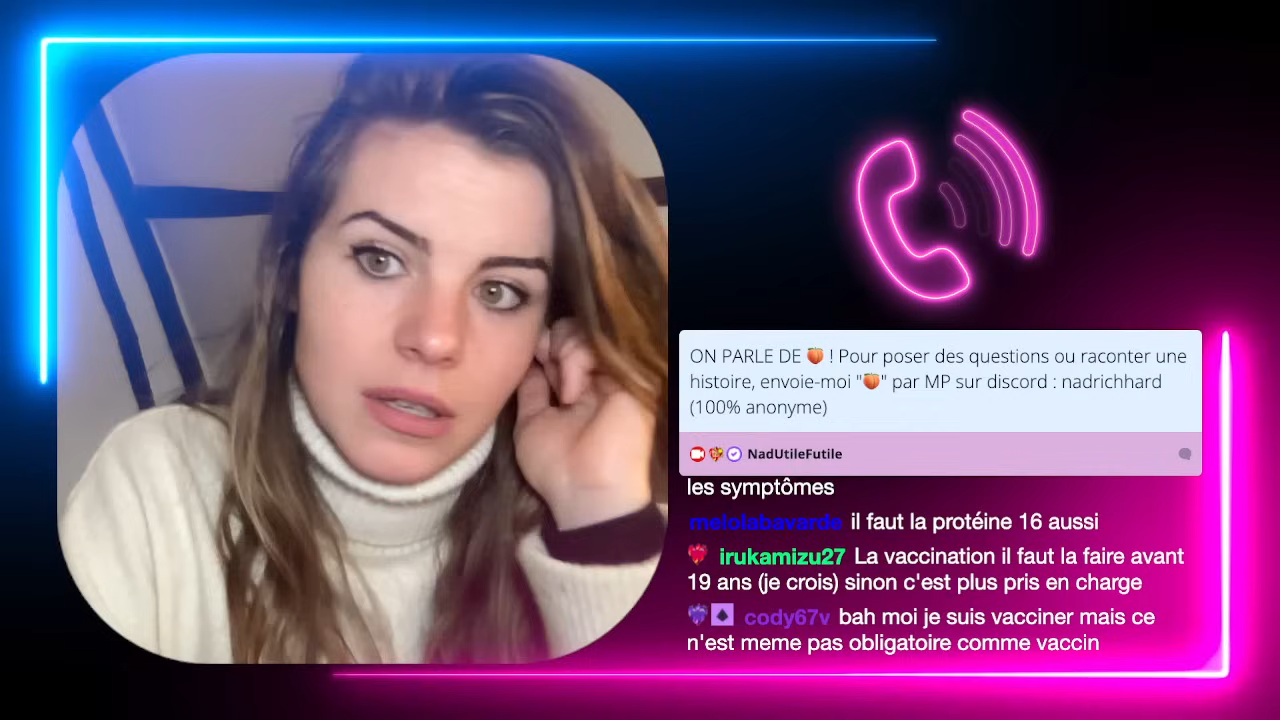 ON PARLE DE 🍑 ! Pour poser des questions ou raconter une
histoire, envoie-moi "🍑" par MP sur discord : nadrichhard
(100% anonyme)
NadUtileFutile
les symptômes
melolabavarde il faut la protéine 16 aussi
irukamizu27 La vaccination il faut la faire avant
19 ans (je crois) sinon c'est plus pris en charge
cody67v bah moi je suis vacciner mais ce
n'est meme pas obligatoire comme vaccin